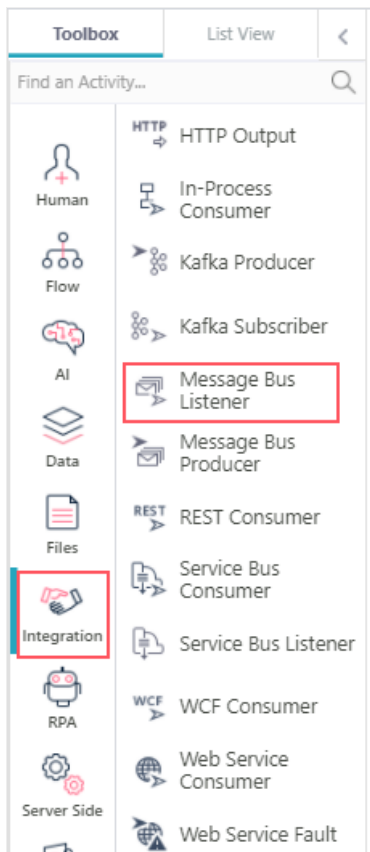 Toolbox
List View
Find an Activity...
Human
Flow
AI
Data
Files
Integration
RPA
Server Side
HTTP
HTTP Output
In-Process
Consumer
Kafka Producer
Kafka Subscriber
Message Bus
Listener
Message Bus
Producer
REST
REST Consumer
Service Bus
Consumer
Service Bus Listener
WCF
WCF Consumer
Web Service
Consumer
Web Service Fault